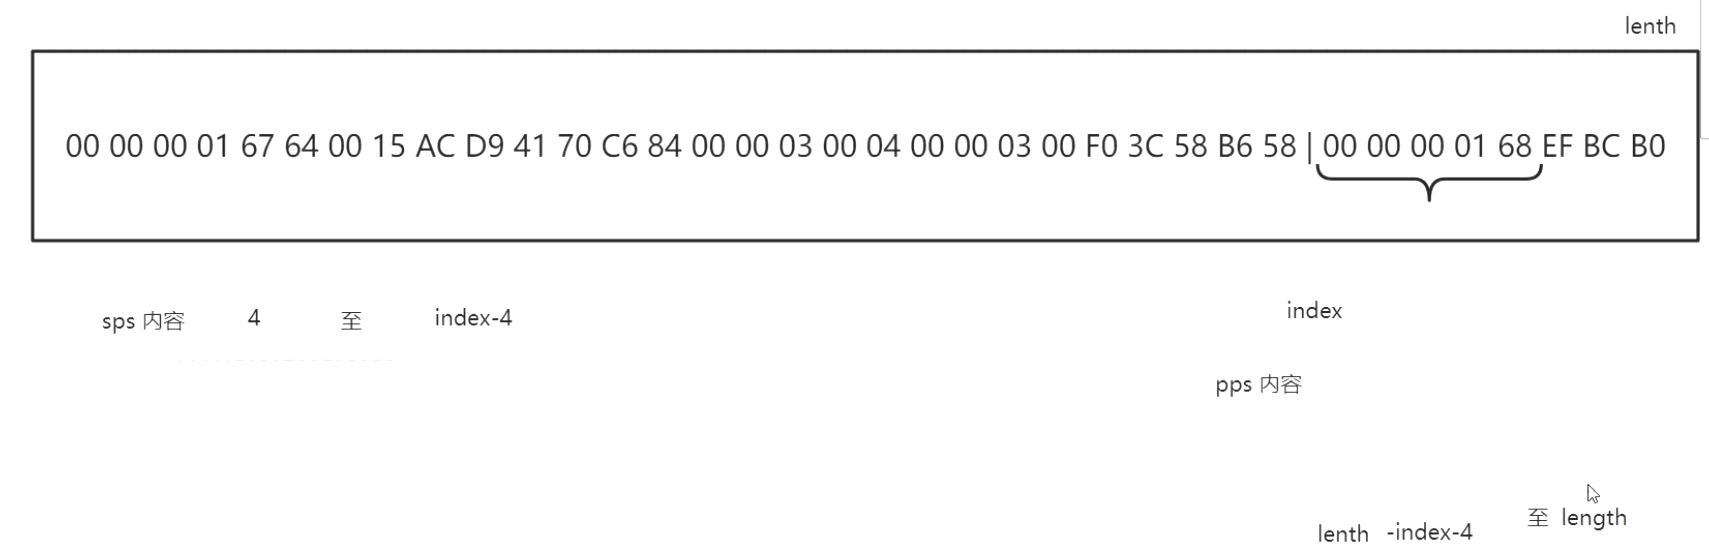 lenth
00 00 00 01 67 64 00 15 AC D9 41 70 C6 84 00 00 03 00 04 00 00 03 00 F0 3C 58 B6 58 | 00 00 00 01 68 EF BC B0
sps 内容 4 至 index-4
index
pps 内容
lenth -index-4 至 length